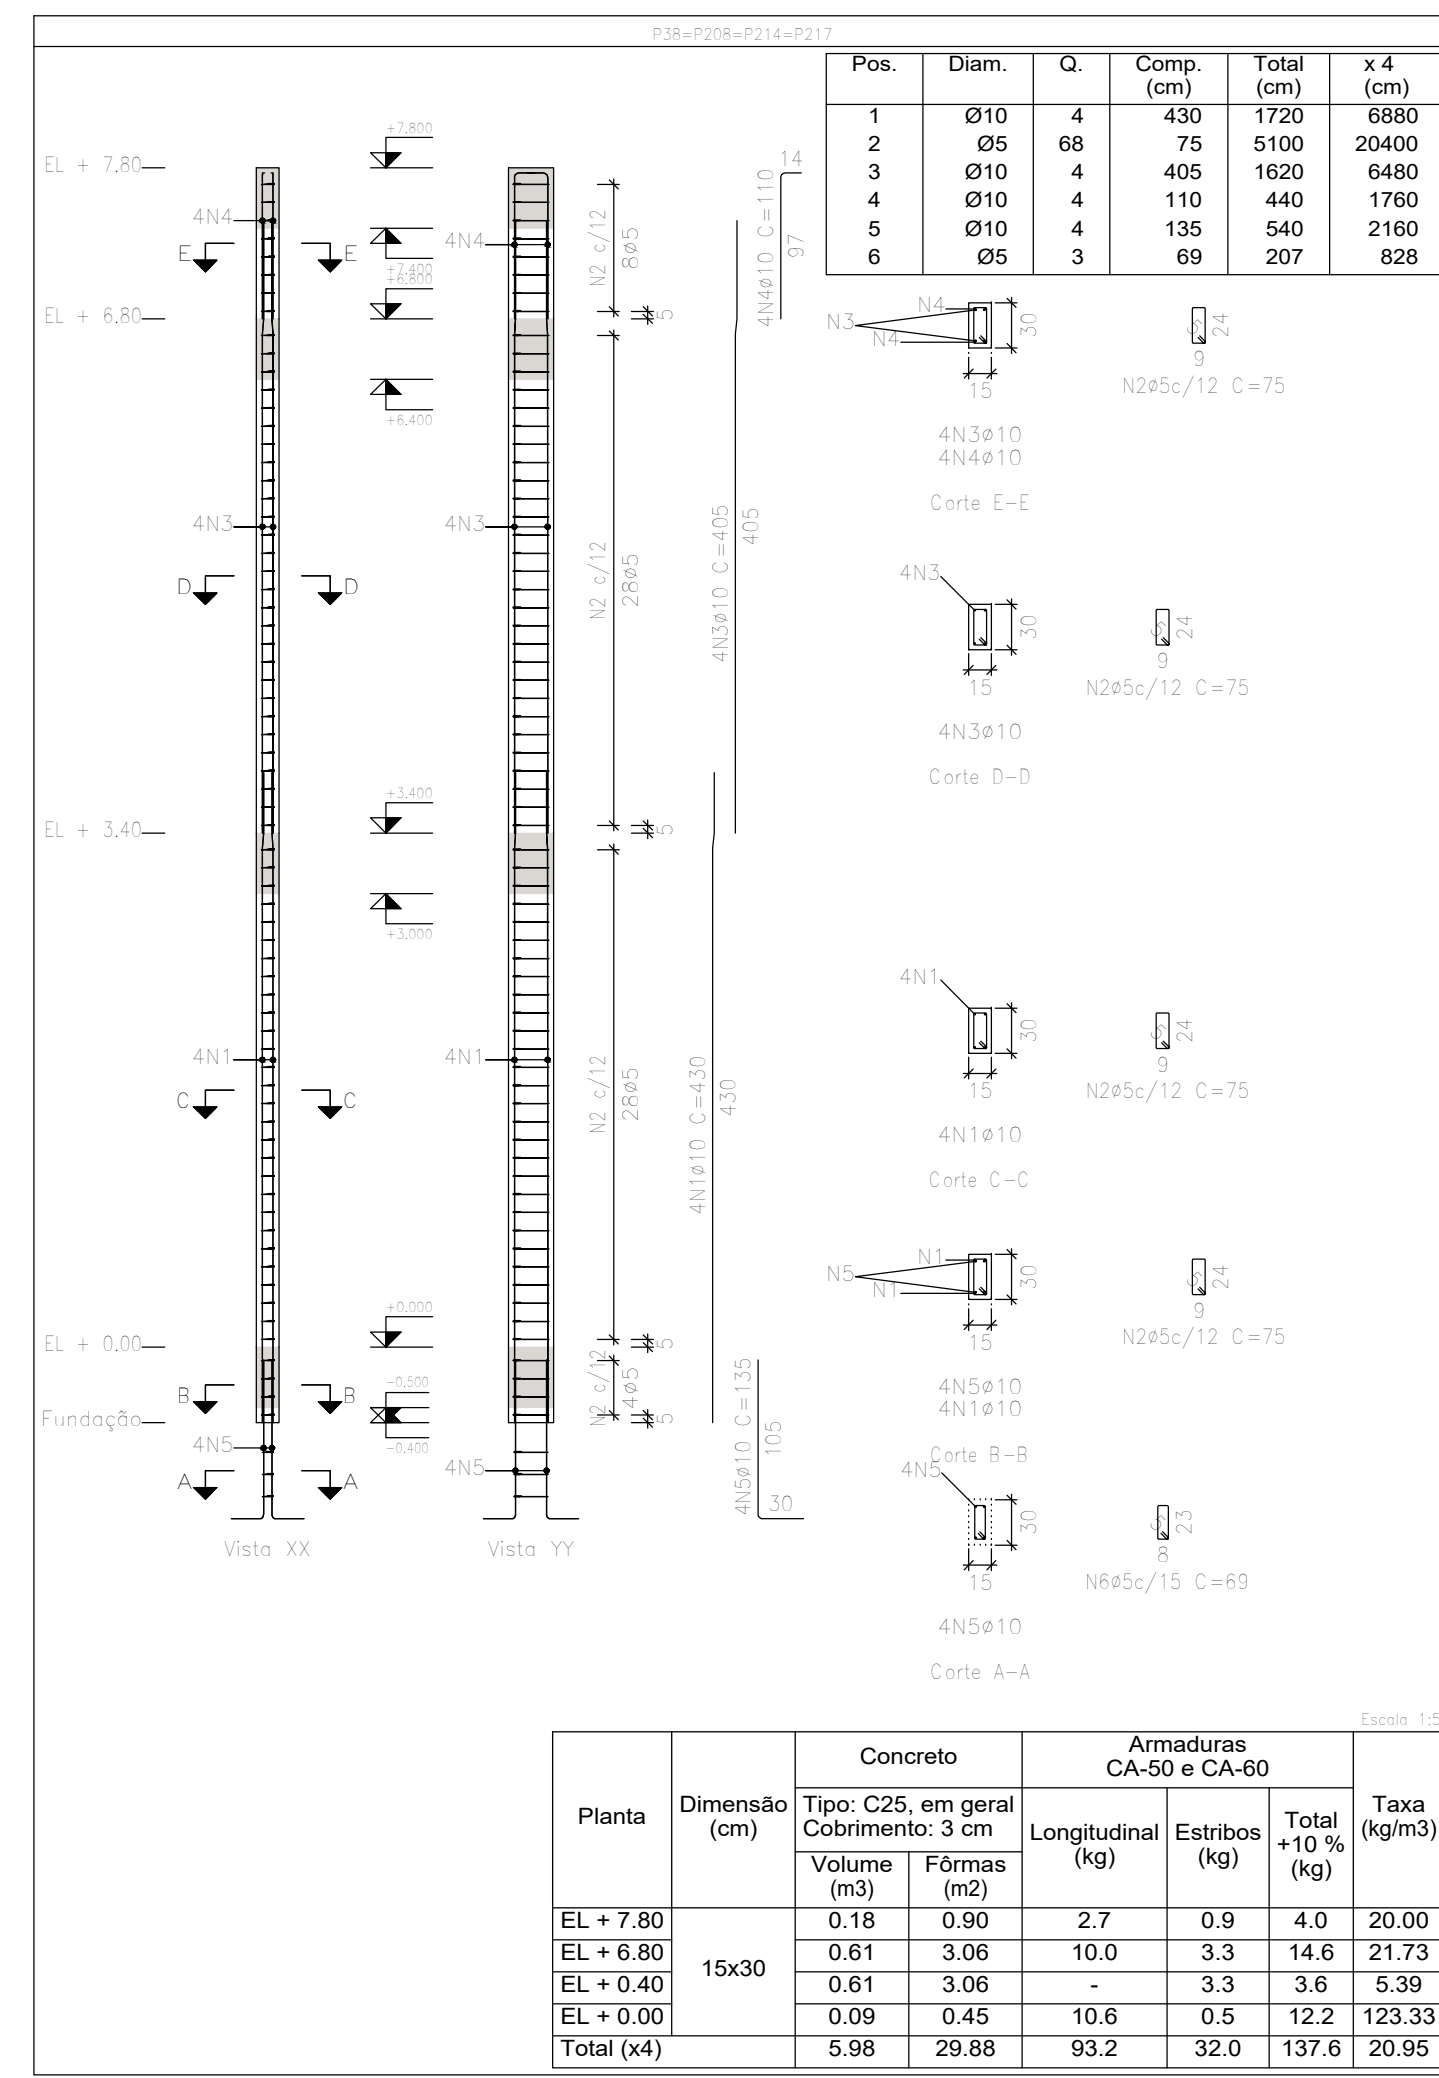 P38=P208=P214=P217
Pos. Diam. Q. Comp. (cm) Total (cm) x 4 (cm)
1 Ø10 4 430 1720 6880
2 Ø5 68 75 5100 20400
3 Ø10 4 405 1620 6480
4 Ø10 4 110 440 1760
5 Ø10 4 135 540 2160
6 Ø5 3 69 207 828
EL + 7.80
+7.800
4N4
4N4
E E
+7.400
+6.800
EL + 6.80
+6.400
4N3
4N3
D D
+3.400
EL + 3.40
+3.000
4N1
4N1
C C
+0.000
EL + 0.00
-0.500
B B
Fundação
-0.400
4N5
4N5
A A
Vista XX
Vista YY
N2 c/12
8ø5
5
N2 c/12
28ø5
5
N2 c/12
28ø5
5
N2 c/12
4ø5
5
14
4N4ø10 C=110
97
4N3ø10 C=405
405
4N1ø10 C=430
430
4N5ø10 C=135
105
30
N4
N3
N4
30
15
4N3ø10
4N4ø10
Corte E-E
5
24
9
N2ø5c/12 C=75
4N3
30
15
4N3ø10
Corte D-D
5
24
9
N2ø5c/12 C=75
4N1
30
15
4N1ø10
Corte C-C
5
24
9
N2ø5c/12 C=75
N1
N5
N1
30
15
4N5ø10
4N1ø10
Corte B-B
5
24
9
N2ø5c/12 C=75
4N5
30
15
4N5ø10
Corte A-A
5
23
8
N6ø5c/15 C=69
Escala 1:5
Planta
Dimensão (cm)
Concreto
Tipo: C25, em geral
Cobrimento: 3 cm
Volume (m3)
Fôrmas (m2)
Armaduras
CA-50 e CA-60
Longitudinal (kg)
Estribos (kg)
Total +10 % (kg)
Taxa (kg/m3)
15x30
EL + 7.80 0.18 0.90 2.7 0.9 4.0 20.00
EL + 6.80 0.61 3.06 10.0 3.3 14.6 21.73
EL + 0.40 0.61 3.06 - 3.3 3.6 5.39
EL + 0.00 0.09 0.45 10.6 0.5 12.2 123.33
Total (x4) 5.98 29.88 93.2 32.0 137.6 20.95